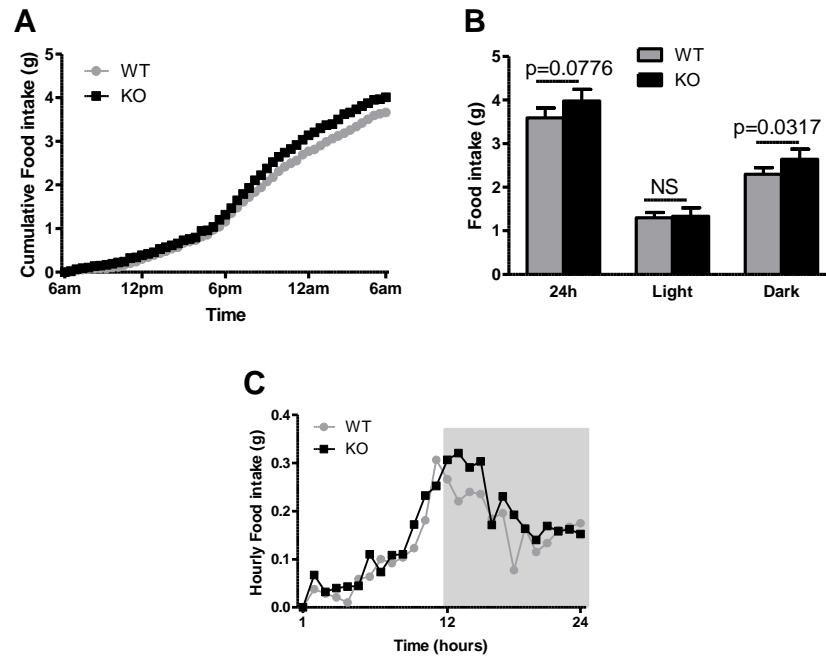 A
Cumulative Food intake (g)
5
4
3
2
1
0
WT
KO
6am 12pm 6pm 12am 6am
Time
B
Food intake (g)
5
4
3
2
1
0
WT
KO
p=0.0776
NS
p=0.0317
24h Light Dark
C
Hourly Food intake (g)
0.4
0.3
0.2
0.1
0.0
WT
KO
1 12 24
Time (hours)